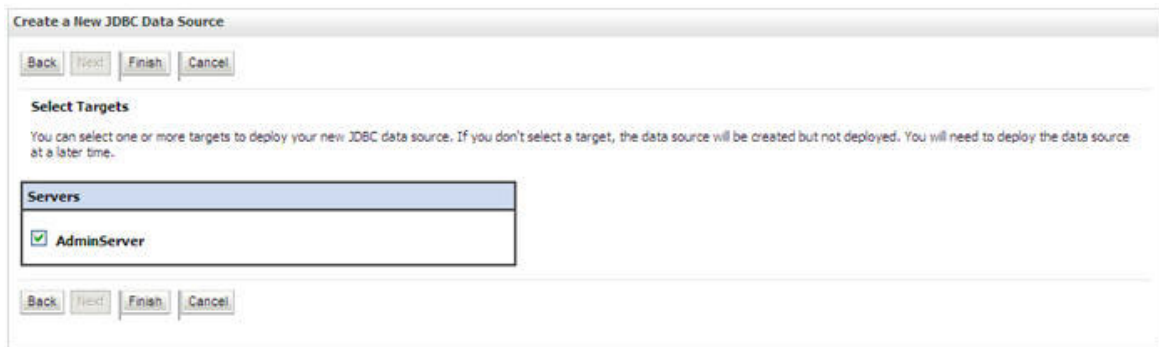 Create a New JDBC Data Source
Back Next Finish Cancel
Select Targets
You can select one or more targets to deploy your new JDBC data source. If you don't select a target, the data source will be created but not deployed. You will need to deploy the data source
at a later time.
Servers
AdminServer
Back Next Finish Cancel